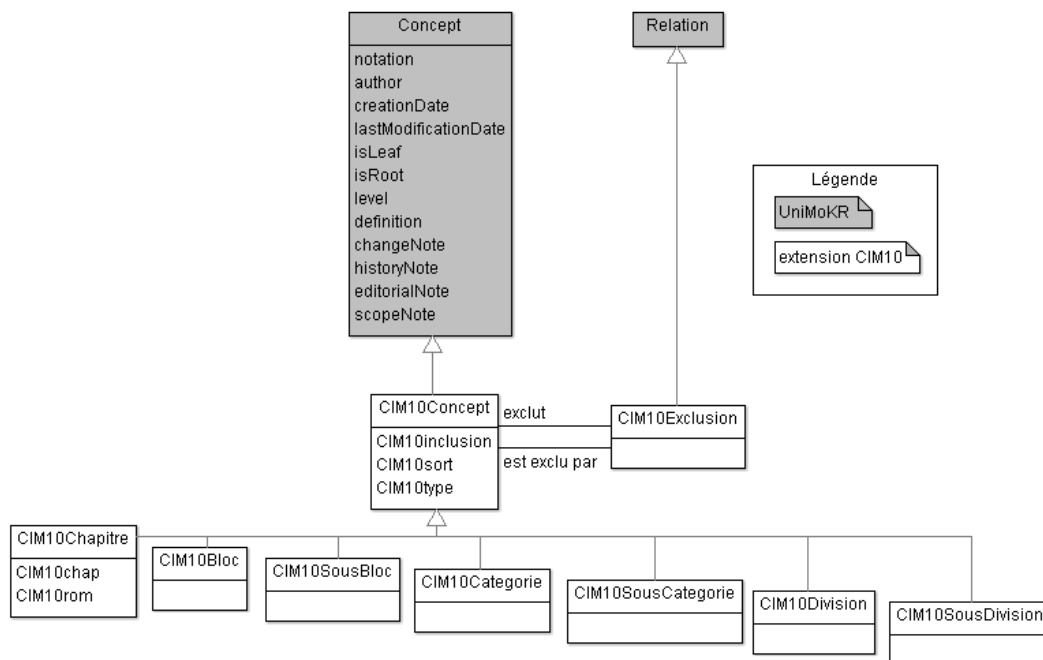 Concept
notation
author
creationDate
lastModificationDate
isLeaf
isRoot
level
definition
changeNote
historyNote
editorialNote
scopeNote
Relation
Légende
UniMoKR
extension CIM10
CIM10Concept
CIM10inclusion
CIM10sort
CIM10type
exclut
est exclu par
CIM10Exclusion
CIM10Chapitre
CIM10chap
CIM10rom
CIM10Bloc
CIM10SousBloc
CIM10Categorie
CIM10SousCategorie
CIM10Division
CIM10SousDivision